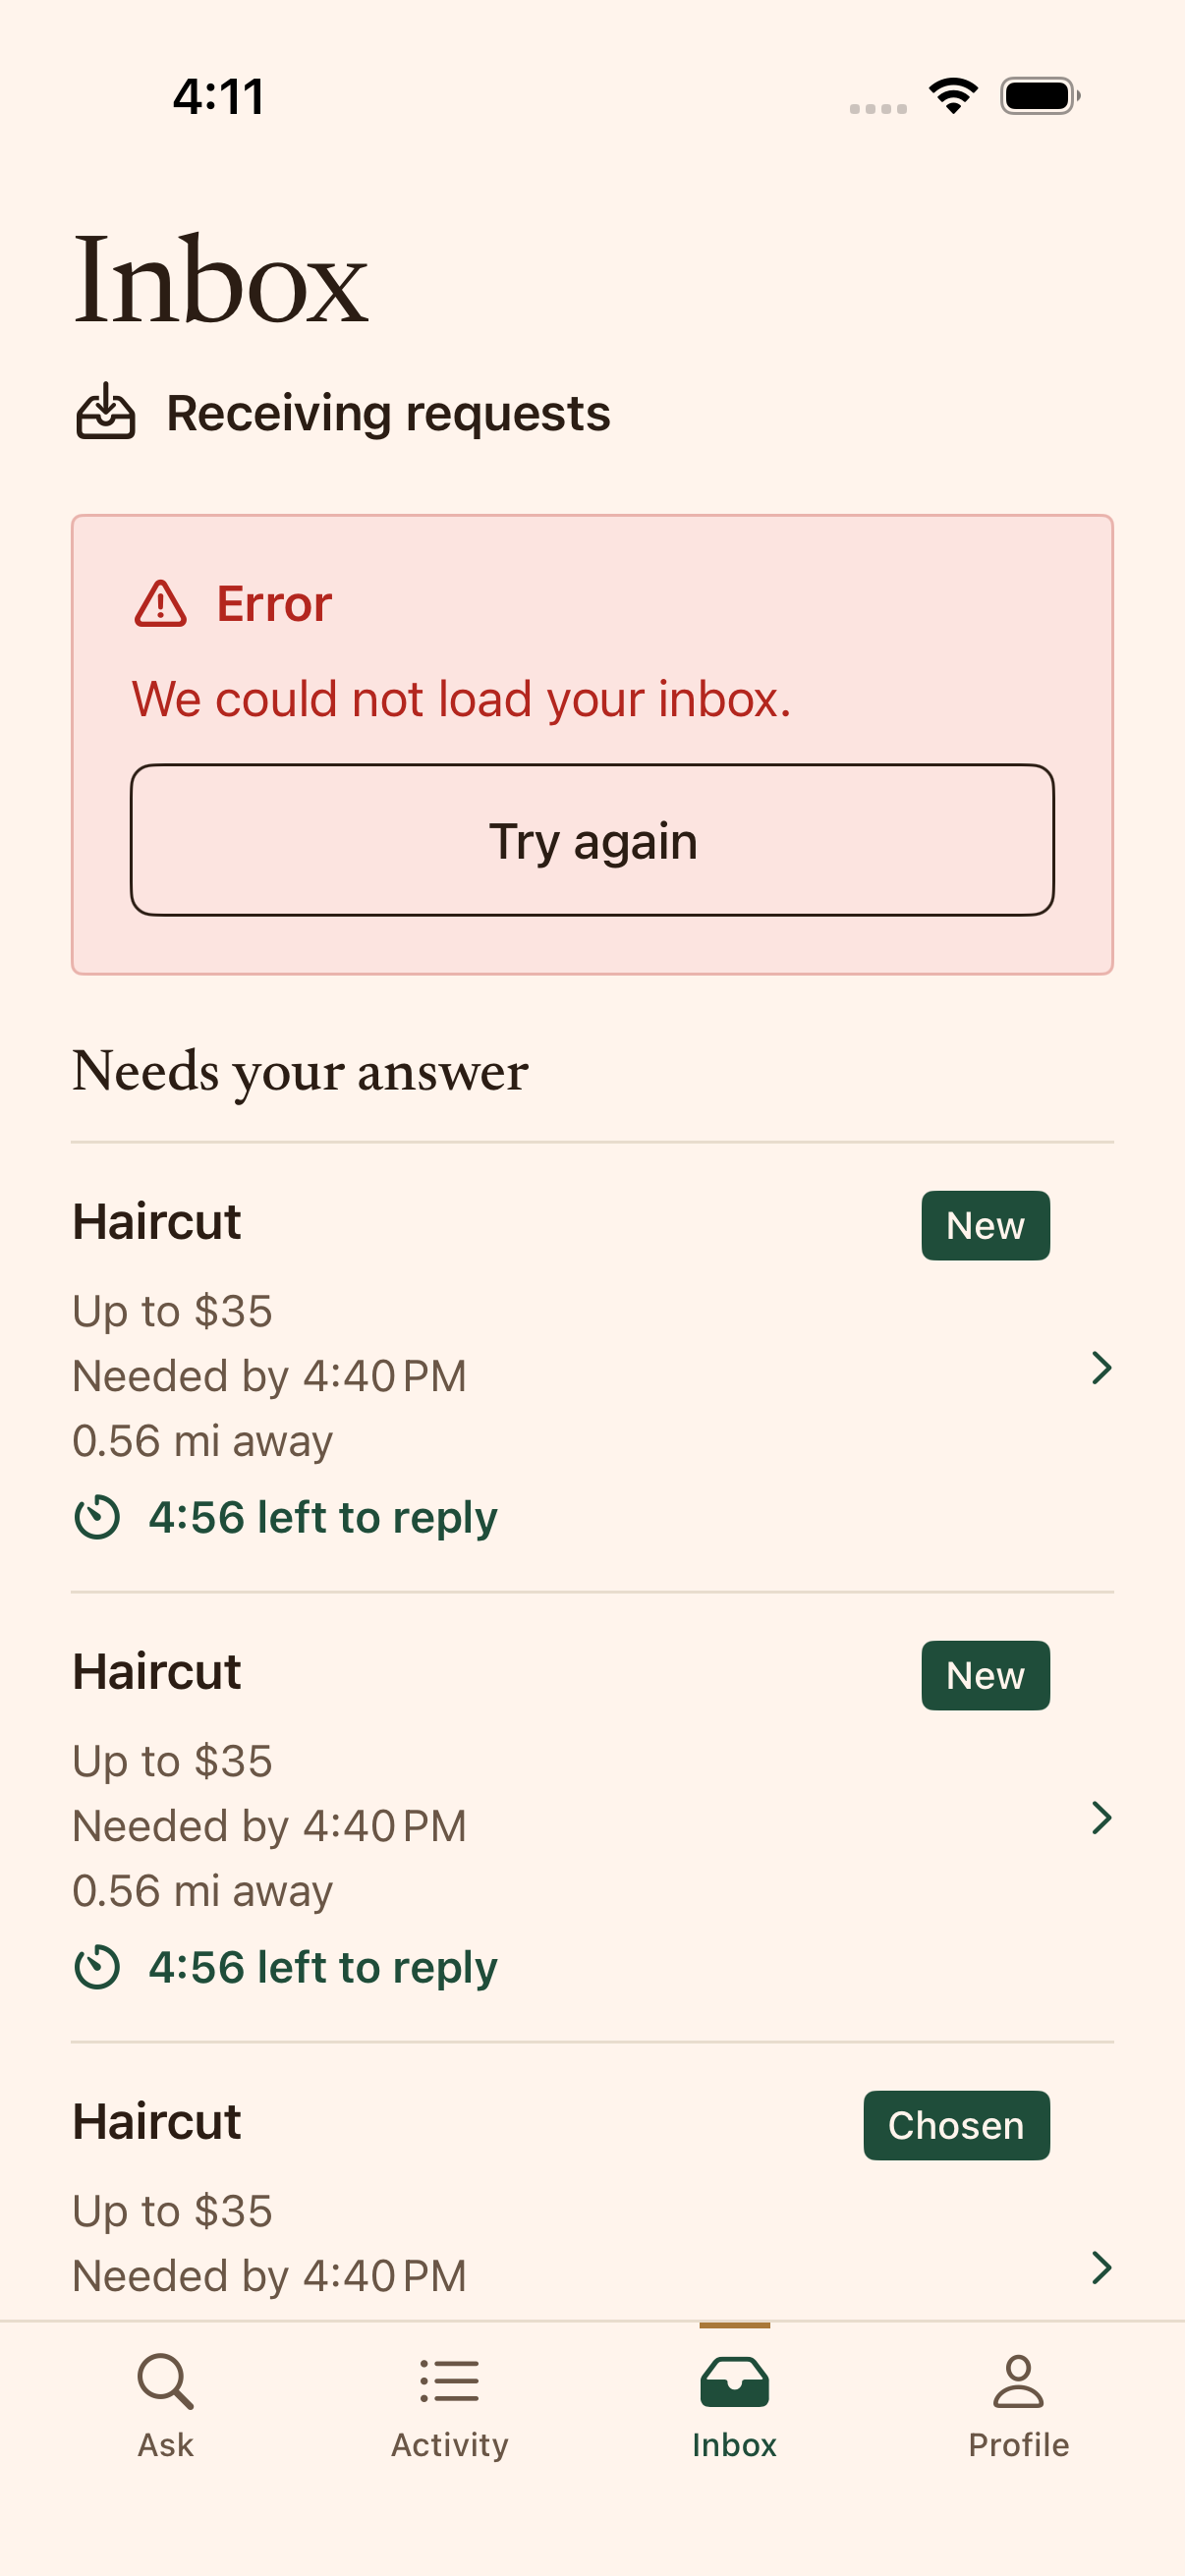 4:11
Inbox
Receiving requests
Error
We could not load your inbox.
Try again
Needs your answer
Haircut
New
Up to $35
Needed by 4:40 PM
0.56 mi away
4:56 left to reply
Haircut
New
Up to $35
Needed by 4:40 PM
0.56 mi away
4:56 left to reply
Haircut
Chosen
Up to $35
Needed by 4:40 PM
Ask
Activity
Inbox
Profile